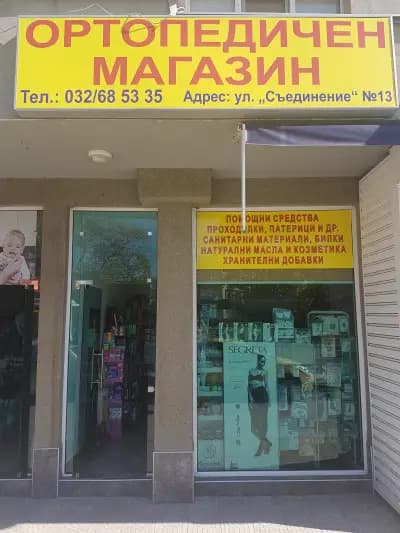 ОРТОПЕДИЧЕН
МАГАЗИН
Тел.: 032/68 53 35 Адрес: ул. „Съединение“ №13
ПОМОЩНИ СРЕДСТВА
ПРОХОДИЛКИ, ПАТЕРИЦИ И ДР.
САНИТАРНИ МАТЕРИАЛИ, БИЛКИ
НАТУРАЛНИ МАСЛА И КОЗМЕТИКА
ХРАНИТЕЛНИ ДОБАВКИ
SEGRETA